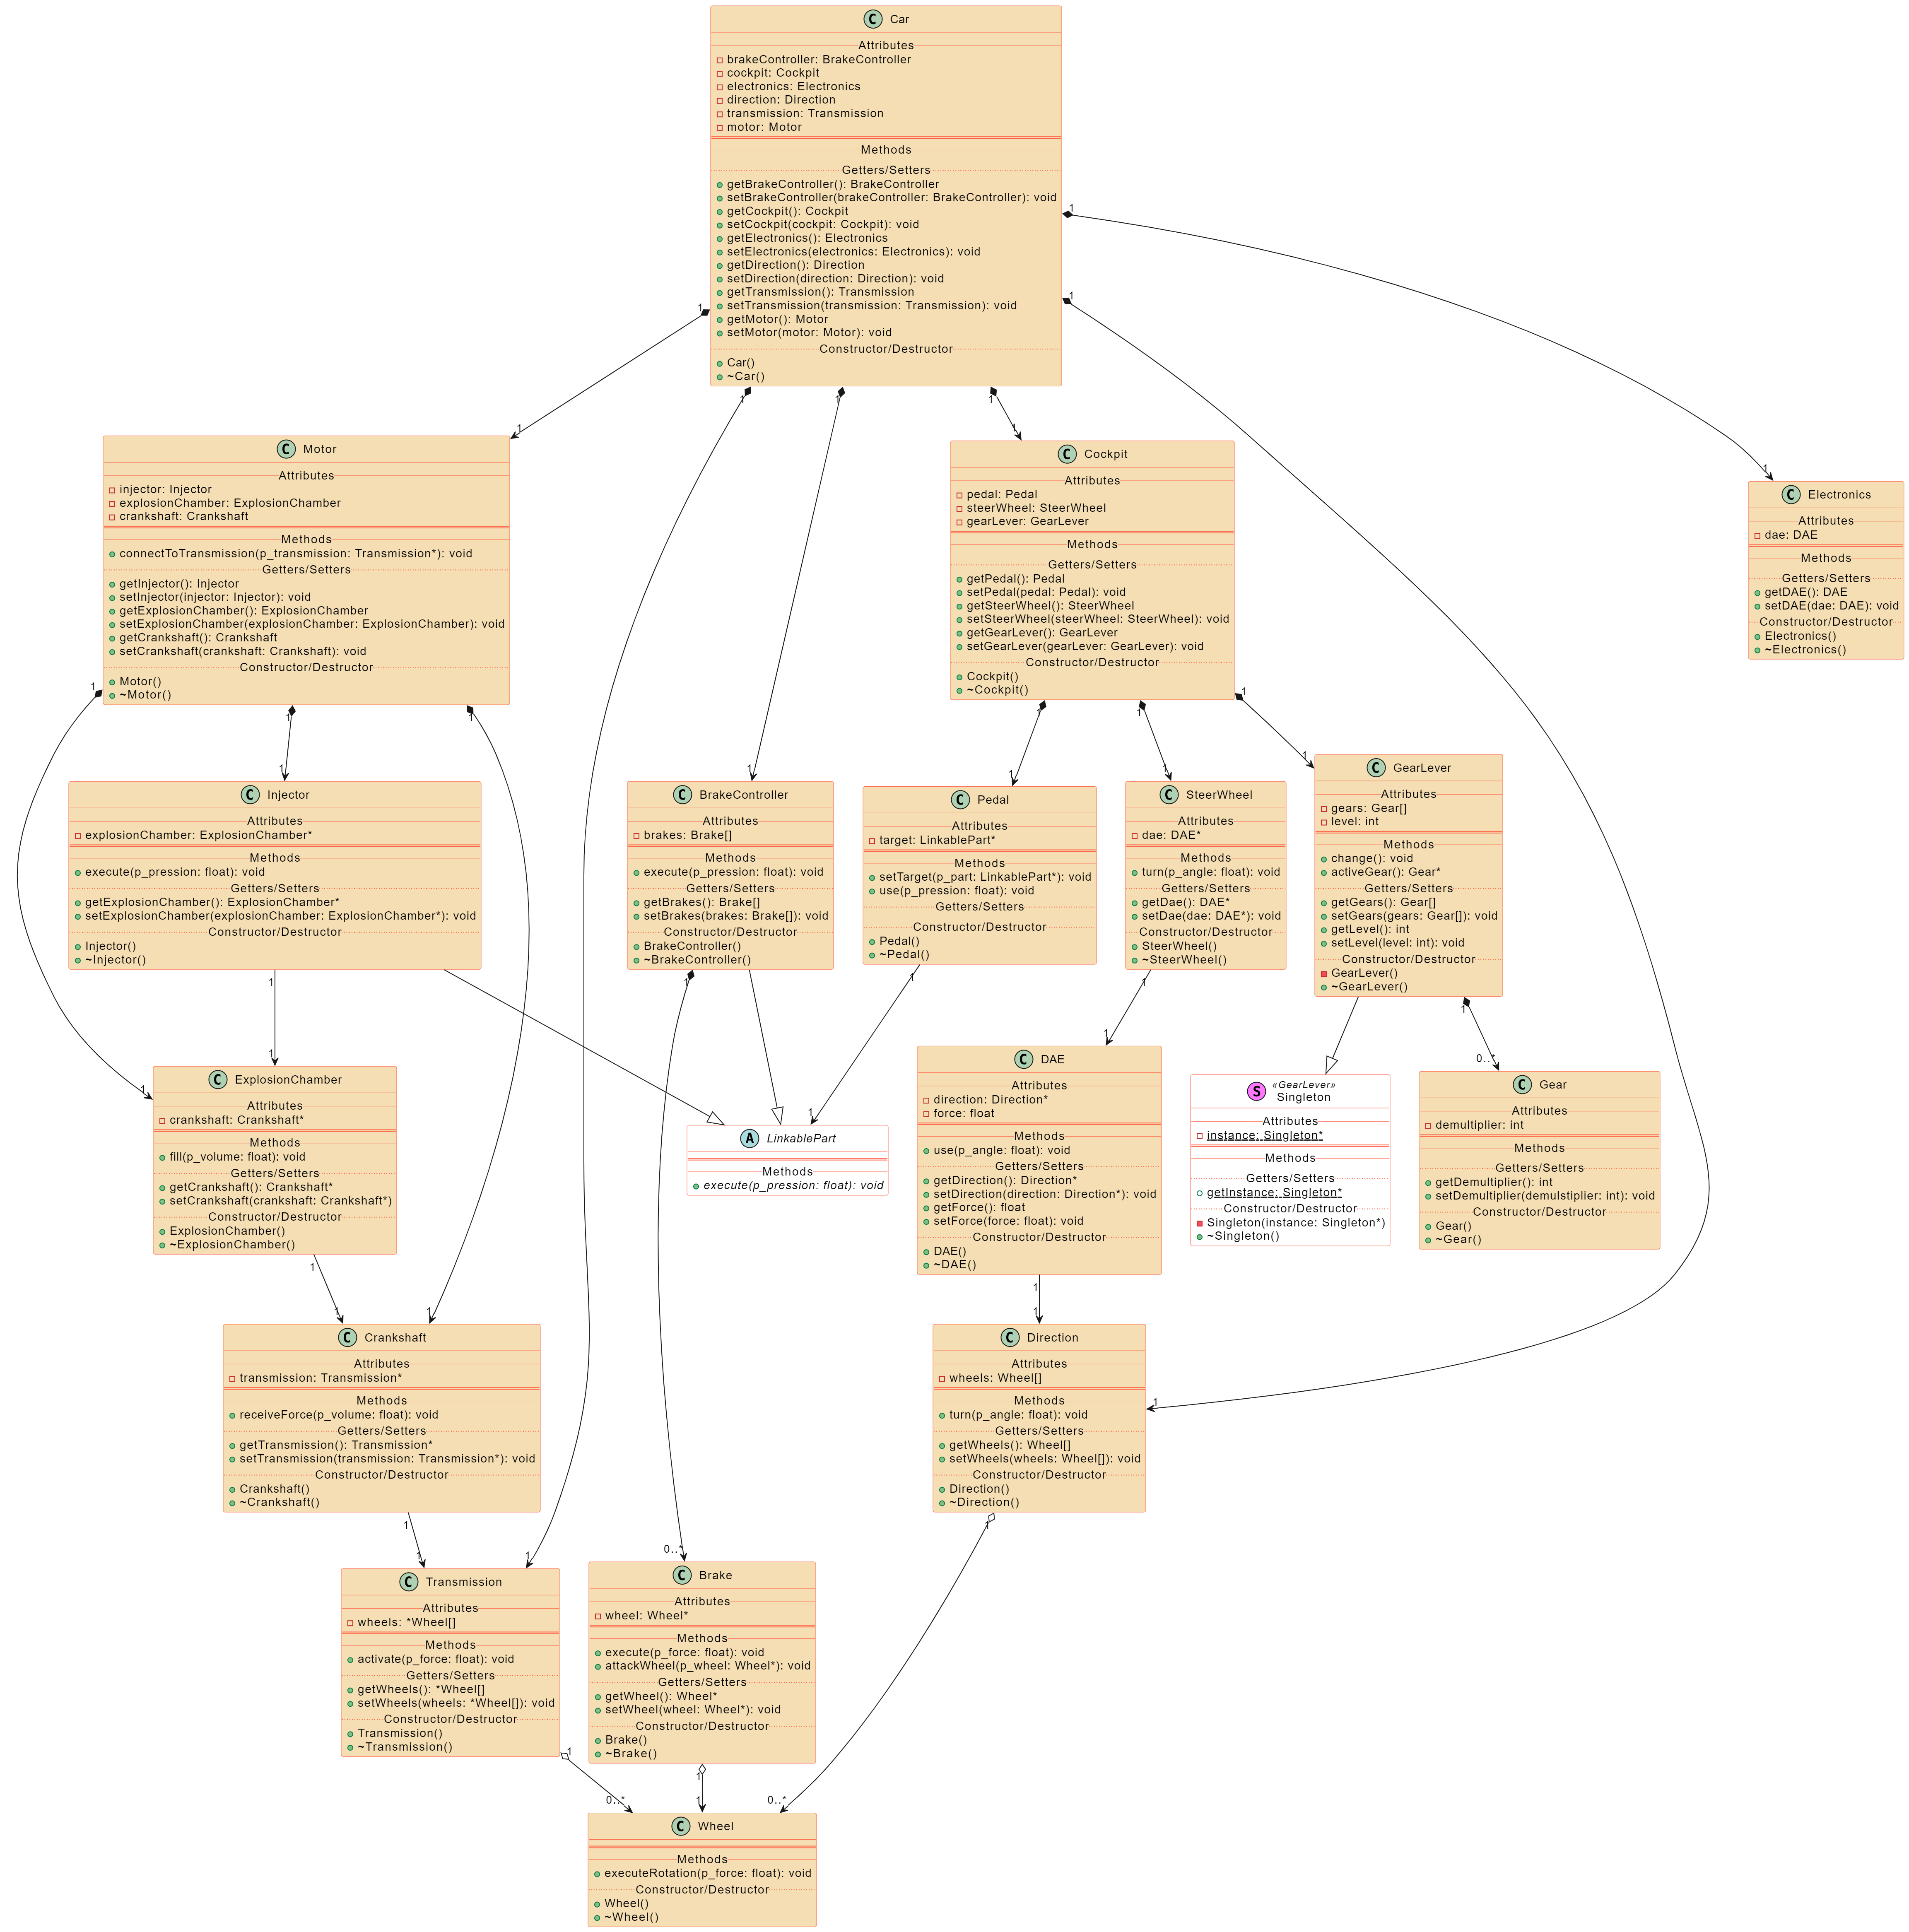 C Car
Attributes
brakeController: BrakeController
cockpit: Cockpit
electronics: Electronics
direction: Direction
transmission: Transmission
motor: Motor
Methods
Getters/Setters
getBrakeController(): BrakeController
setBrakeController(brakeController: BrakeController): void
getCockpit(): Cockpit
setCockpit(cockpit: Cockpit): void
getElectronics(): Electronics
setElectronics(electronics: Electronics): void
getDirection(): Direction
setDirection(direction: Direction): void
getTransmission(): Transmission
setTransmission(transmission: Transmission): void
getMotor(): Motor
setMotor(motor: Motor): void
Constructor/Destructor
Car()
~Car()
1
1
1
1
1
1
1
1
1
1
C Motor
Attributes
injector: Injector
explosionChamber: ExplosionChamber
crankshaft: Crankshaft
Methods
connectToTransmission(p_transmission: Transmission*): void
Getters/Setters
getInjector(): Injector
setInjector(injector: Injector): void
getExplosionChamber(): ExplosionChamber
setExplosionChamber(explosionChamber: ExplosionChamber): void
getCrankshaft(): Crankshaft
setCrankshaft(crankshaft: Crankshaft): void
Constructor/Destructor
Motor()
~Motor()
1
1
1
1
C Cockpit
Attributes
pedal: Pedal
steerWheel: SteerWheel
gearLever: GearLever
Methods
Getters/Setters
getPedal(): Pedal
setPedal(pedal: Pedal): void
getSteerWheel(): SteerWheel
setSteerWheel(steerWheel: SteerWheel): void
getGearLever(): GearLever
setGearLever(gearLever: GearLever): void
Constructor/Destructor
Cockpit()
~Cockpit()
1
1
1
1
1
1
C Electronics
Attributes
dae: DAE
Methods
Getters/Setters
getDAE(): DAE
setDAE(dae: DAE): void
Constructor/Destructor
Electronics()
~Electronics()
C Injector
Attributes
explosionChamber: ExplosionChamber*
Methods
execute(p_pression: float): void
Getters/Setters
getExplosionChamber(): ExplosionChamber*
setExplosionChamber(explosionChamber: ExplosionChamber*): void
Constructor/Destructor
Injector()
~Injector()
1
1
1
C BrakeController
Attributes
brakes: Brake[]
Methods
execute(p_pression: float): void
Getters/Setters
getBrakes(): Brake[]
setBrakes(brakes: Brake[]): void
Constructor/Destructor
BrakeController()
~BrakeController()
1
C Pedal
Attributes
target: LinkablePart*
Methods
setTarget(p_part: LinkablePart*): void
use(p_pression: float): void
Getters/Setters
Constructor/Destructor
Pedal()
~Pedal()
1
1
C SteerWheel
Attributes
dae: DAE*
Methods
turn(p_angle: float): void
Getters/Setters
getDae(): DAE*
setDae(dae: DAE*): void
Constructor/Destructor
SteerWheel()
~SteerWheel()
1
1
C GearLever
Attributes
gears: Gear[]
level: int
Methods
change(): void
activeGear(): Gear*
Getters/Setters
getGears(): Gear[]
setGears(gears: Gear[]): void
getLevel(): int
setLevel(level: int): void
Constructor/Destructor
GearLever()
~GearLever()
1
0..*
C ExplosionChamber
Attributes
crankshaft: Crankshaft*
Methods
fill(p_volume: float): void
Getters/Setters
getCrankshaft(): Crankshaft*
setCrankshaft(crankshaft: Crankshaft*)
Constructor/Destructor
ExplosionChamber()
~ExplosionChamber()
1
1
1
A LinkablePart
Methods
execute(p_pression: float): void
C DAE
Attributes
direction: Direction*
force: float
Methods
use(p_angle: float): void
Getters/Setters
getDirection(): Direction*
setDirection(direction: Direction*): void
getForce(): float
setForce(force: float): void
Constructor/Destructor
DAE()
~DAE()
1
1
S «GearLever»
Singleton
Attributes
instance: Singleton*
Methods
Getters/Setters
getInstance: Singleton*
Constructor/Destructor
Singleton(instance: Singleton*)
~Singleton()
C Gear
Attributes
demultiplier: int
Methods
Getters/Setters
getDemultiplier(): int
setDemultiplier(demulstiplier: int): void
Constructor/Destructor
Gear()
~Gear()
C Crankshaft
Attributes
transmission: Transmission*
Methods
receiveForce(p_volume: float): void
Getters/Setters
getTransmission(): Transmission*
setTransmission(transmission: Transmission*): void
Constructor/Destructor
Crankshaft()
~Crankshaft()
1
1
1
C Direction
Attributes
wheels: Wheel[]
Methods
turn(p_angle: float): void
Getters/Setters
getWheels(): Wheel[]
setWheels(wheels: Wheel[]): void
Constructor/Destructor
Direction()
~Direction()
1
1
C Transmission
Attributes
wheels: *Wheel[]
Methods
activate(p_force: float): void
Getters/Setters
getWheels(): *Wheel[]
setWheels(wheels: *Wheel[]): void
Constructor/Destructor
Transmission()
~Transmission()
1
0..*
0..*
C Brake
Attributes
wheel: Wheel*
Methods
execute(p_force: float): void
attackWheel(p_wheel: Wheel*): void
Getters/Setters
getWheel(): Wheel*
setWheel(wheel: Wheel*): void
Constructor/Destructor
Brake()
~Brake()
1
1
0..*
C Wheel
Methods
executeRotation(p_force: float): void
Constructor/Destructor
Wheel()
~Wheel()